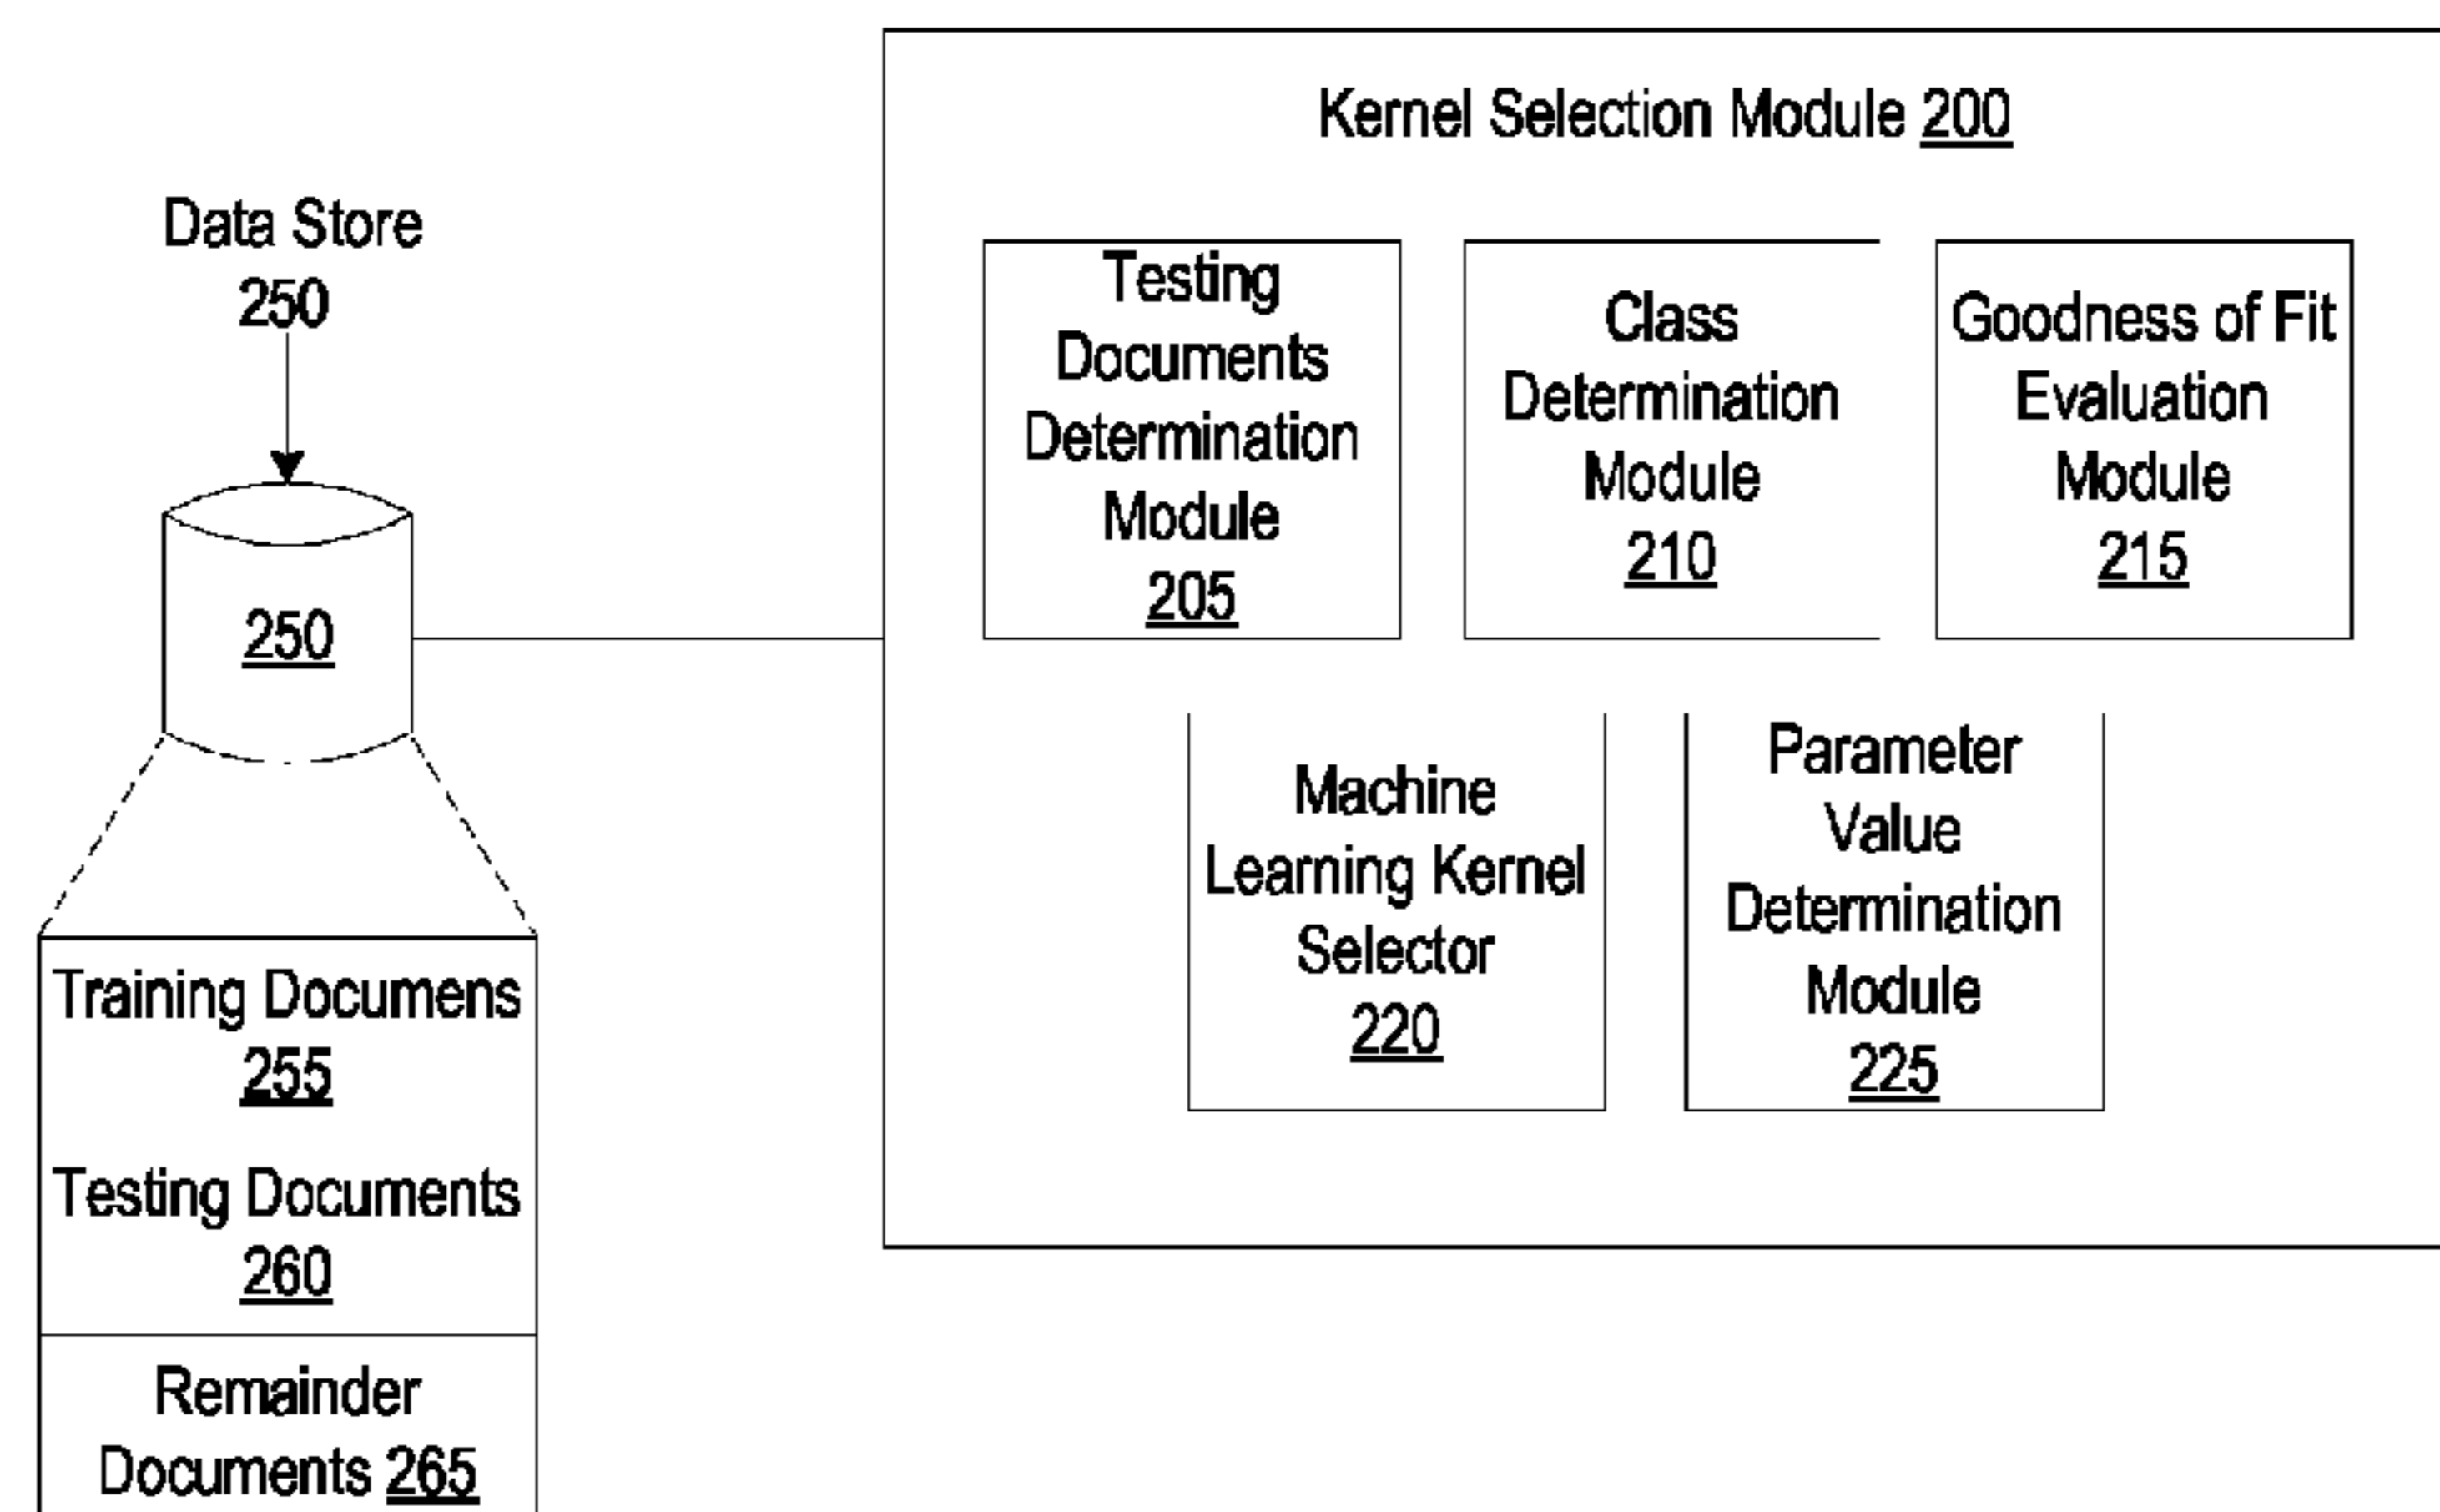 Kernel Selection Module 200
Data Store
250
250
Testing
Documents
Determination
Module
205
Class
Determination
Module
210
Goodness of Fit
Evaluation
Module
215
Machine
Learning Kernel
Selector
220
Parameter
Value
Determination
Module
225
Training Documens
255
Testing Documents
260
Remainder
Documents 265